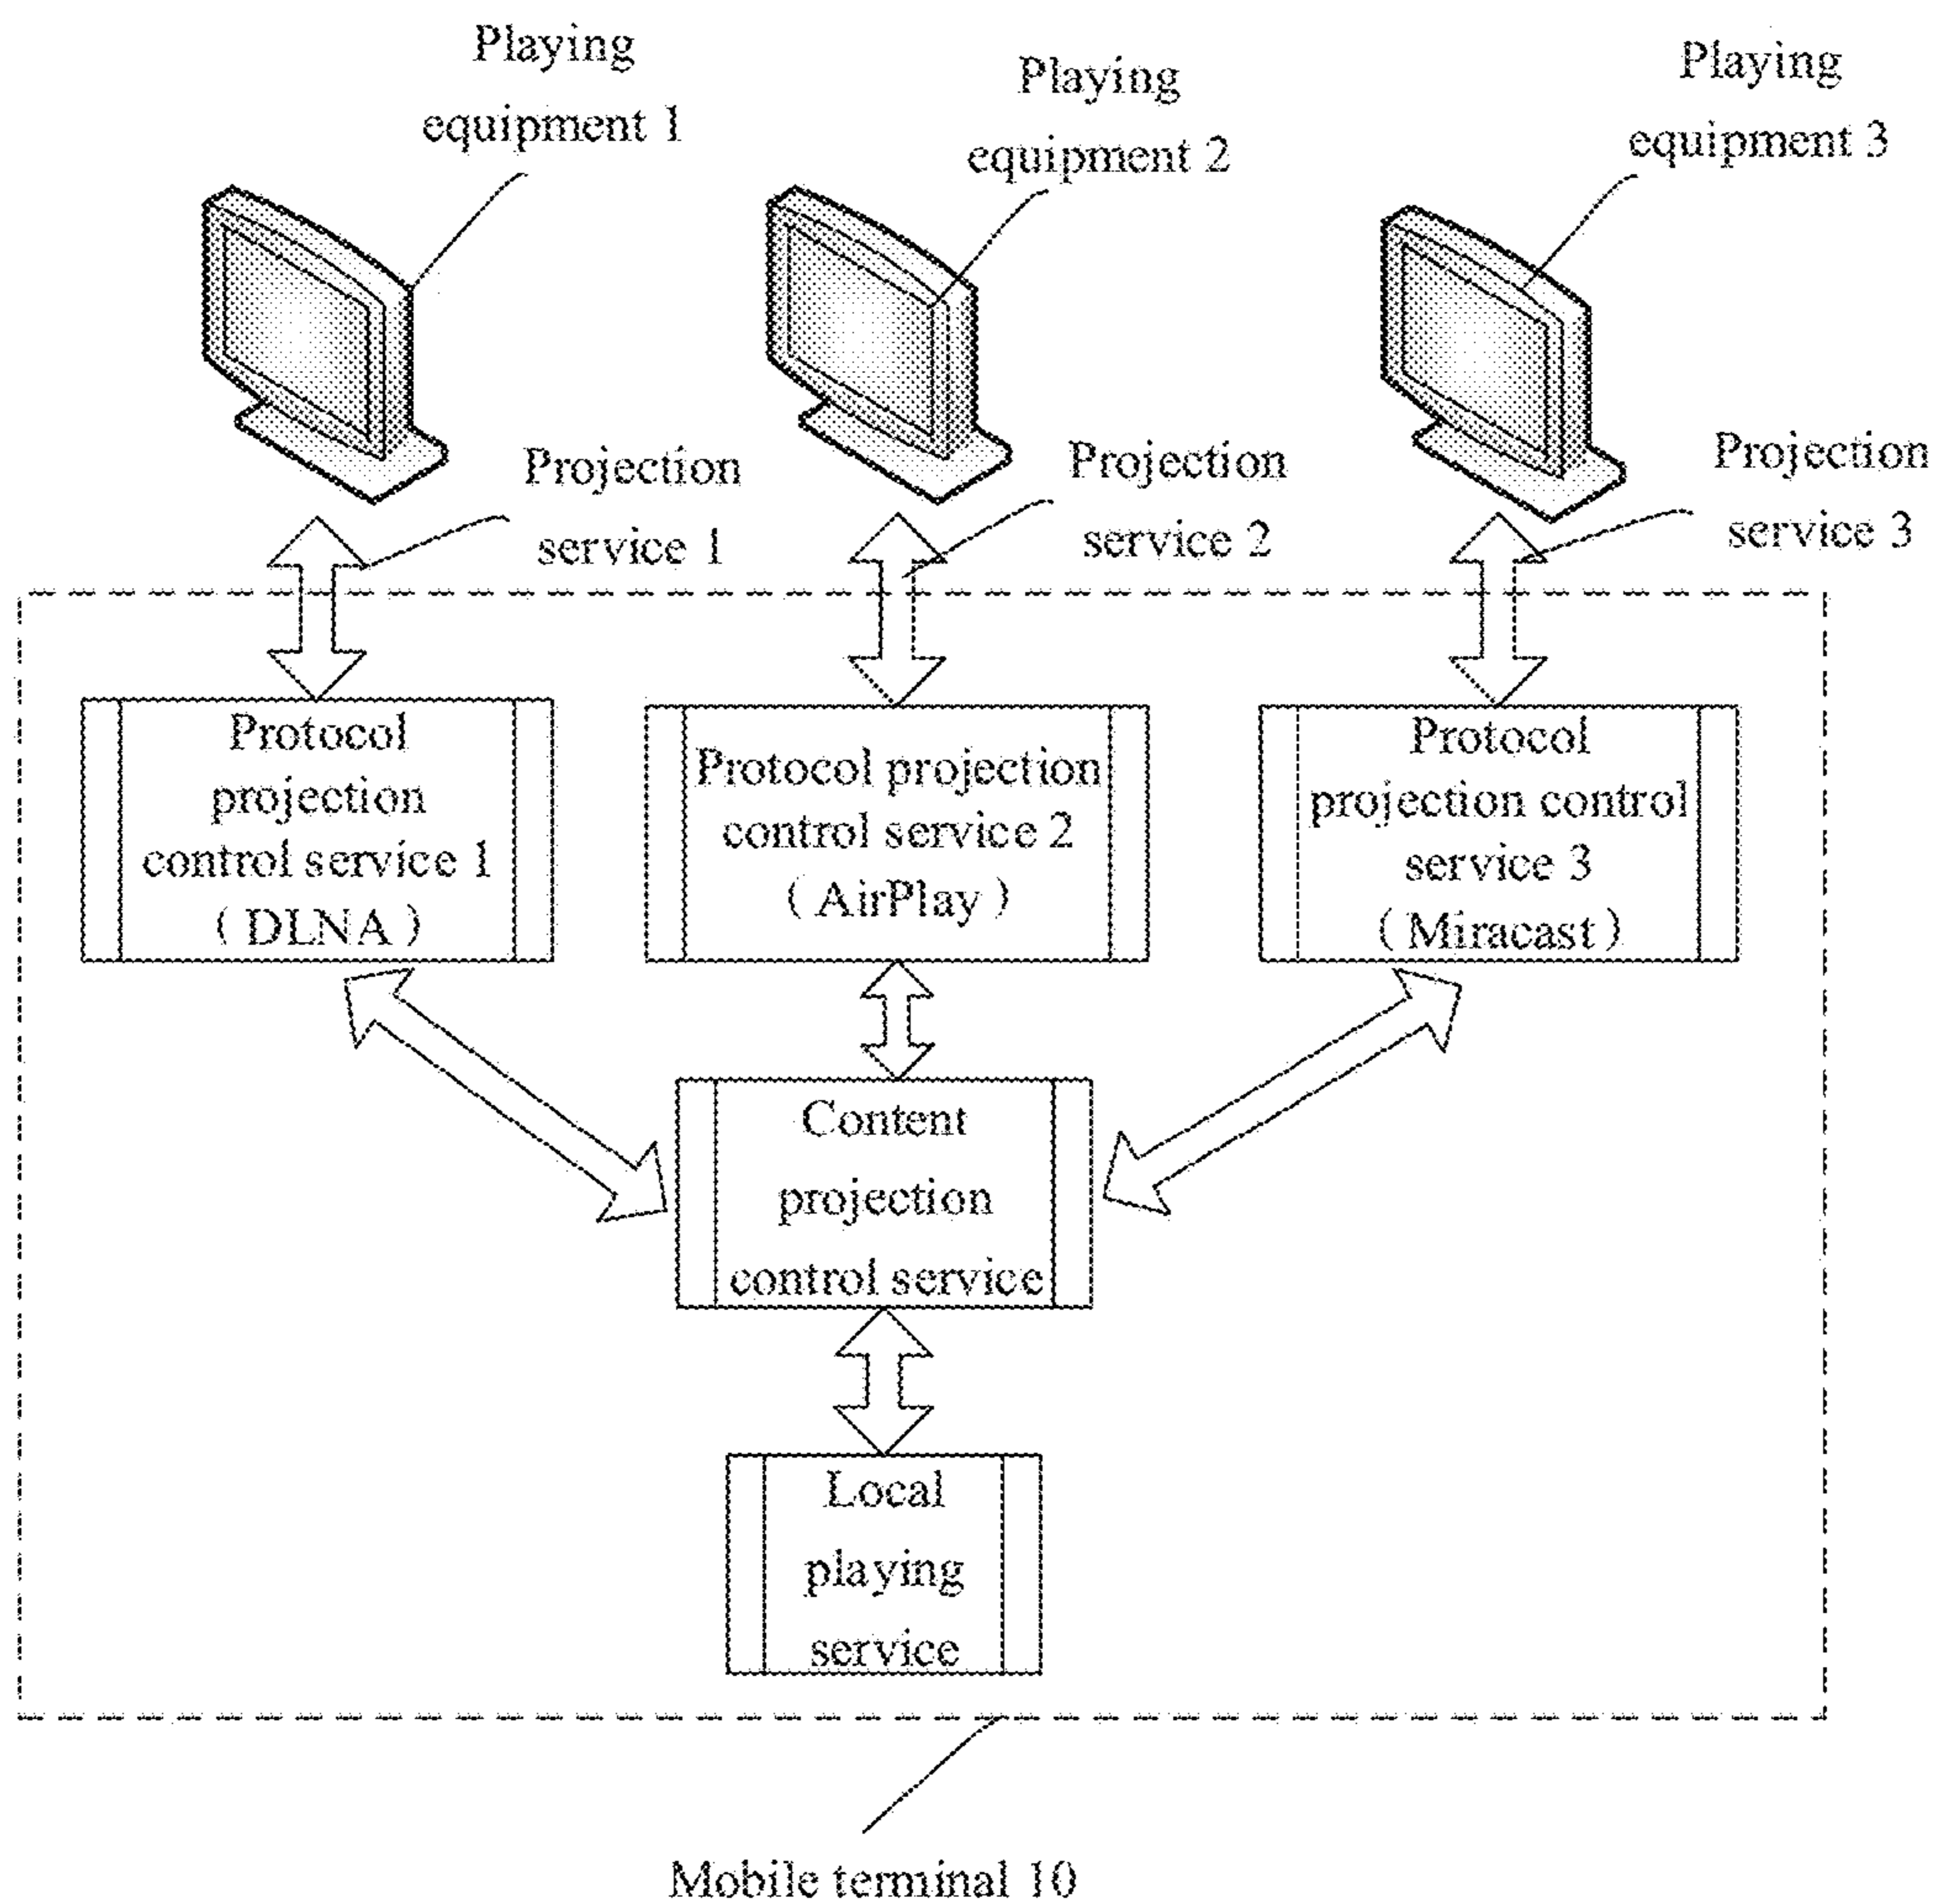 Playing
equipment 1
Playing
equipment 2
Playing
equipment 3
Projection
service 1
Projection
service 2
Projection
service 3
Protocol
projection
control service 1
( DLNA )
Protocol projection
control service 2
( AirPlay )
Protocol
projection control
service 3
( Miracast )
Content
projection
control service
Local
playing
service
Mobile terminal 10